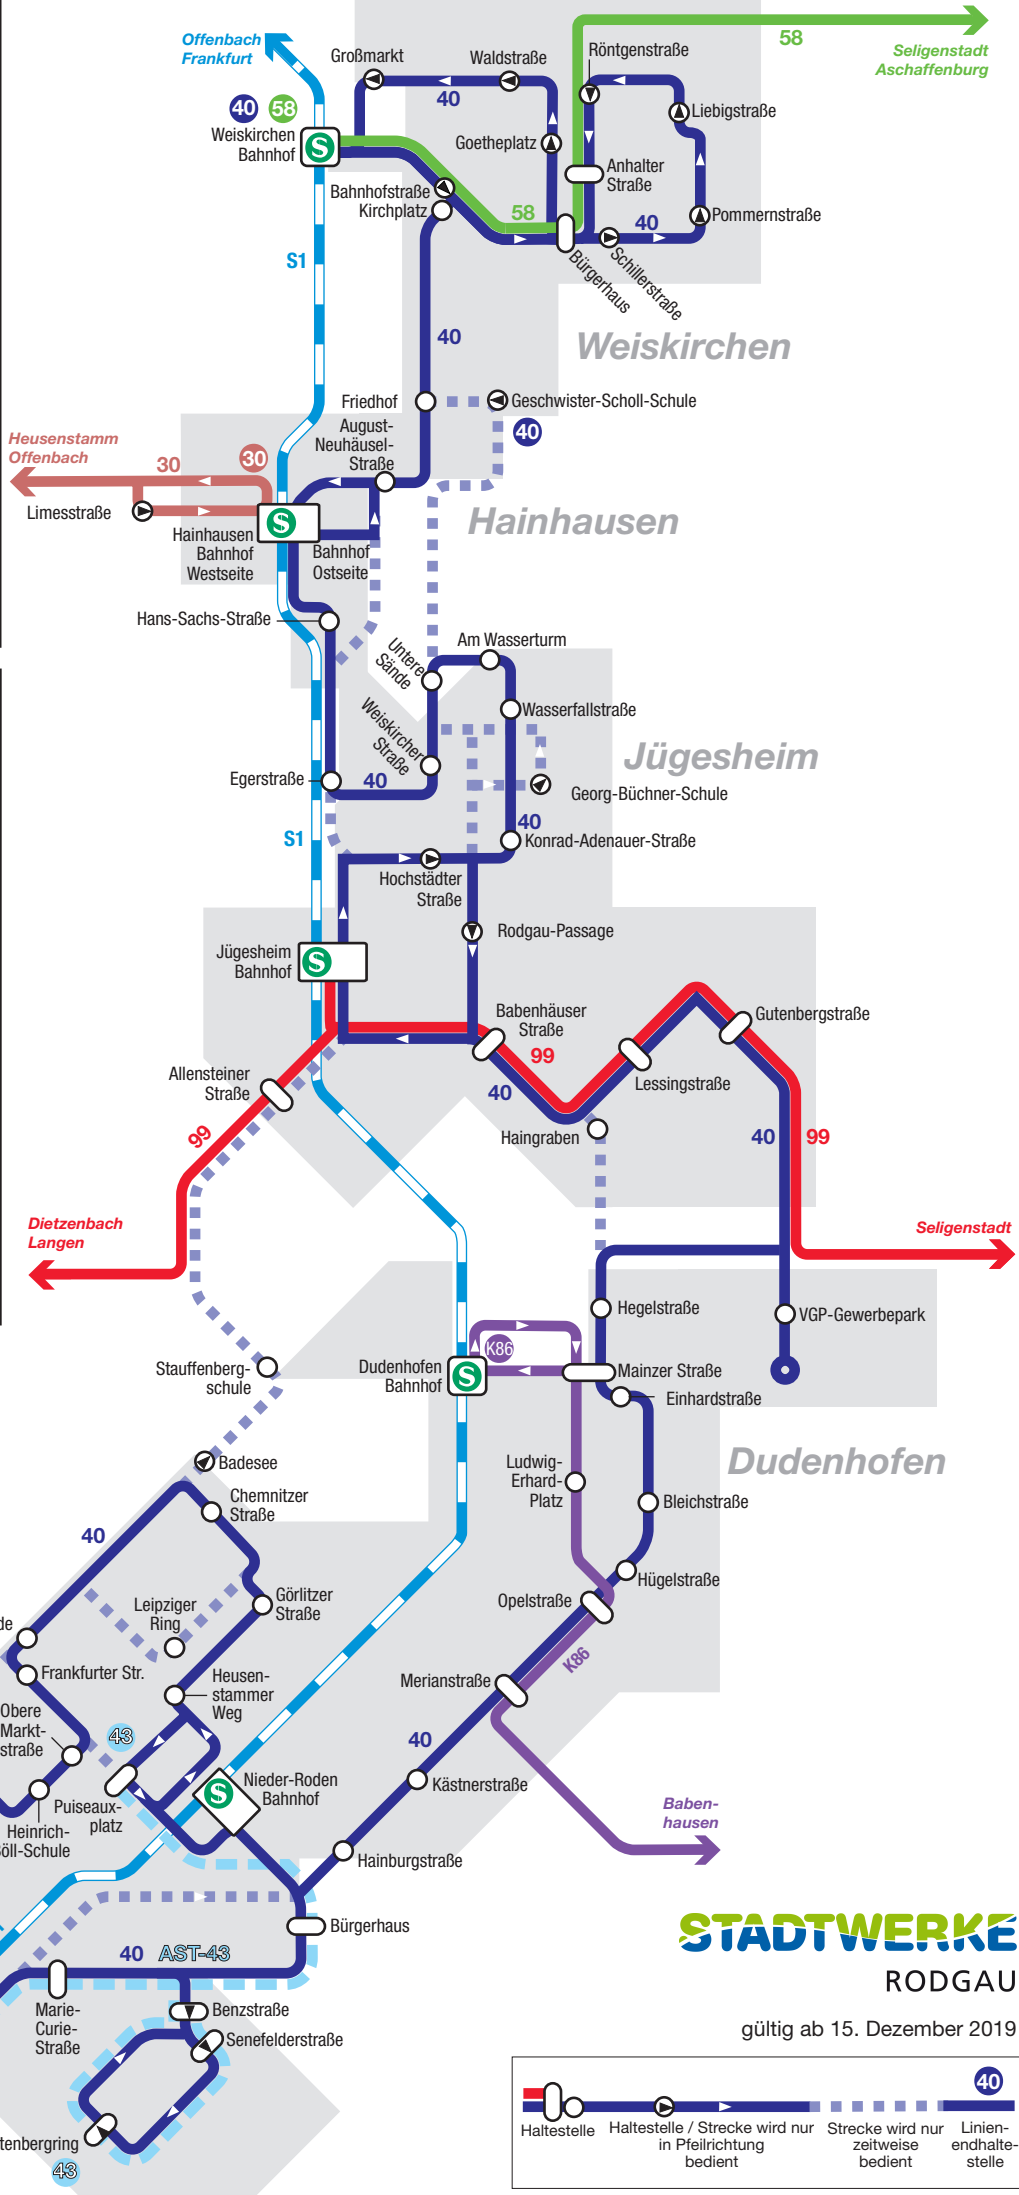 Offenbach
Frankfurt
40 58
Weiskirchen
Bahnhof
S
Großmarkt
Waldstraße
40
Goetheplatz
Röntgenstraße
58
Seligenstadt
Aschaffenburg
Liebigstraße
Anhalter
Straße
Bahnhofstraße
Kirchplatz
58
40
Pommernstraße
Schillerstraße
Bürgerhaus
S1
Weiskirchen
40
Friedhof
Geschwister-Scholl-Schule
40
August-
Neuhäusel-
Straße
Heusenstamm
Offenbach
30
30
Limesstraße
S
Hainhausen
Bahnhof
Westseite
Bahnhof
Ostseite
Hainhausen
Hans-Sachs-Straße
Untere
Sände
Am Wasserturm
Wasserfallstraße
Weiskircher
Straße
Jügesheim
Egerstraße
40
Georg-Büchner-Schule
S1
40
Konrad-Adenauer-Straße
Hochstädter
Straße
Rodgau-Passage
Jügesheim
Bahnhof
S
Babenhäuser
Straße
Gutenbergstraße
99
Lessingstraße
Allensteiner
Straße
40
99
Haingraben
40
99
Dietzenbach
Langen
Seligenstadt
Hegelstraße
VGP-Gewerbepark
K86
Stauffenberg-
schule
Dudenhofen
Bahnhof
S
Mainzer Straße
Einhardstraße
Badesee
Ludwig-
Erhard-
Platz
Dudenhofen
Chemnitzer
Straße
Bleichstraße
40
Leipziger
Ring
Görlitzer
Straße
Hügelstraße
Opelstraße
de
Frankfurter Str.
Heusen-
stammer
Weg
K86
Merianstraße
Obere
Markt-
straße
43
40
Puiseaux-
platz
S
Nieder-Roden
Bahnhof
Kästnerstraße
Heinrich-
öll-Schule
Baben-
hausen
Hainburgstraße
Bürgerhaus
40 AST-43
STADTWERKE
RODGAU
Marie-
Curie-
Straße
Benzstraße
Senefelderstraße
gültig ab 15. Dezember 2019
tenbergring
43
40
Haltestelle
Haltestelle / Strecke wird nur
in Pfeilrichtung
bedient
Strecke wird nur
zeitweise
bedient
Linien-
endhalte-
stelle